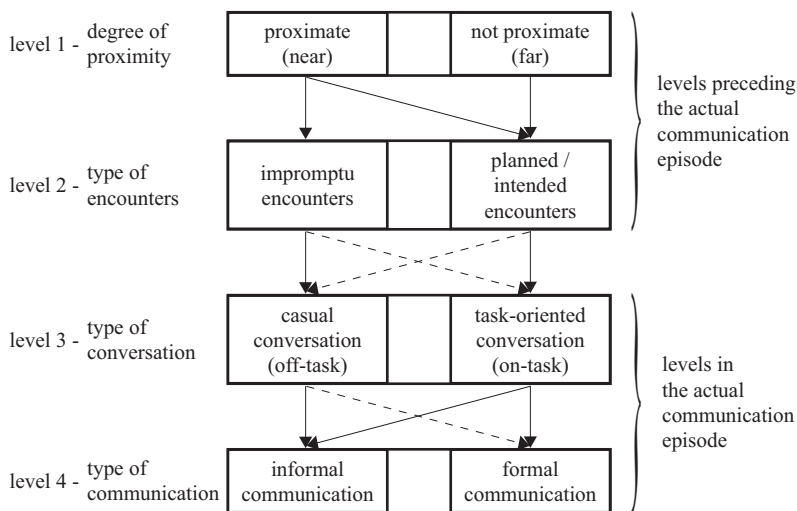 level 1 - degree of
proximity
proximate
(near)
not proximate
(far)
levels preceding
the actual
communication
episode
level 2 - type of
encounters
impromptu
encounters
planned /
intended
encounters
level 3 - type of
conversation
casual
conversation
(off-task)
task-oriented
conversation
(on-task)
levels in
the actual
communication
episode
level 4 - type of
communication
informal
communication
formal
communication